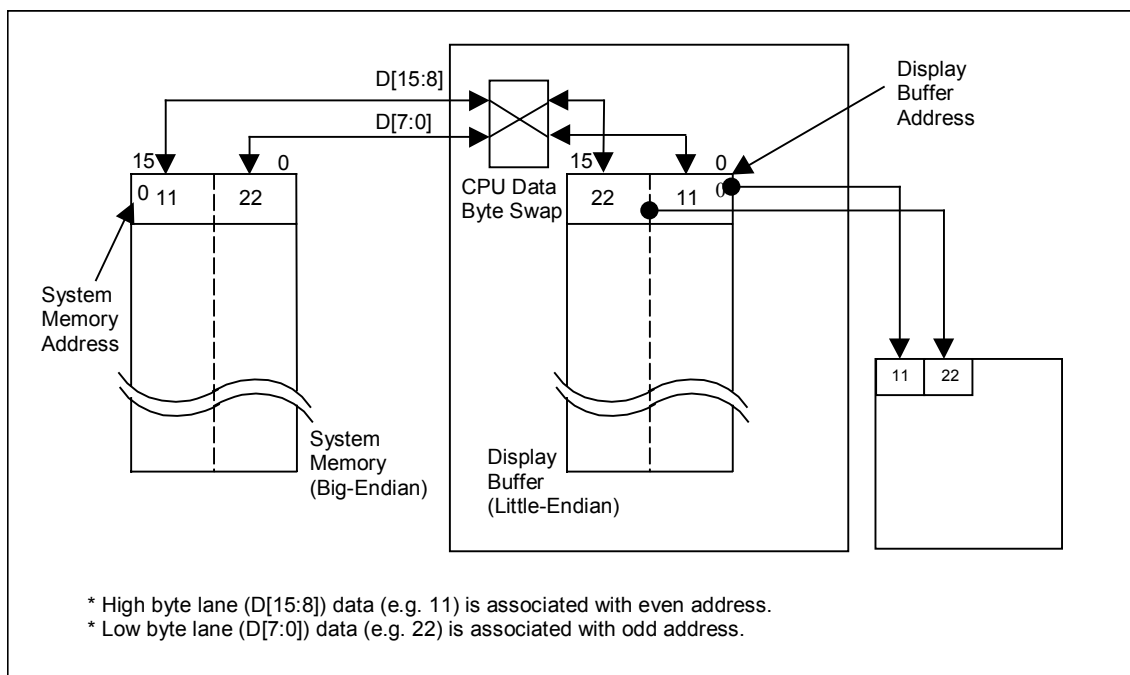 D[15:8]
D[7:0]
Display
Buffer
Address
15
0
CPU Data
Byte Swap
15
0
0
11
22
22
11
0
System
Memory
Address
11
22
System
Memory
(Big-Endian)
Display
Buffer
(Little-Endian)
* High byte lane (D[15:8]) data (e.g. 11) is associated with even address.
* Low byte lane (D[7:0]) data (e.g. 22) is associated with odd address.